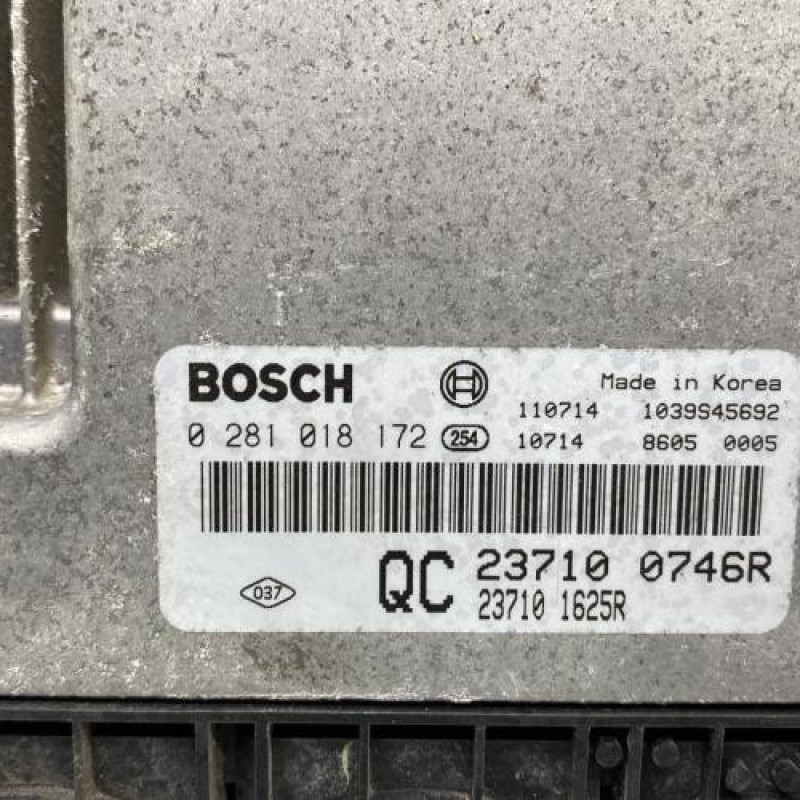 BOSCH
Made in Korea
110714 1039S45692
0 281 018 172 254 10714 8605 0005
037 QC 23710 0746R
23710 1625R